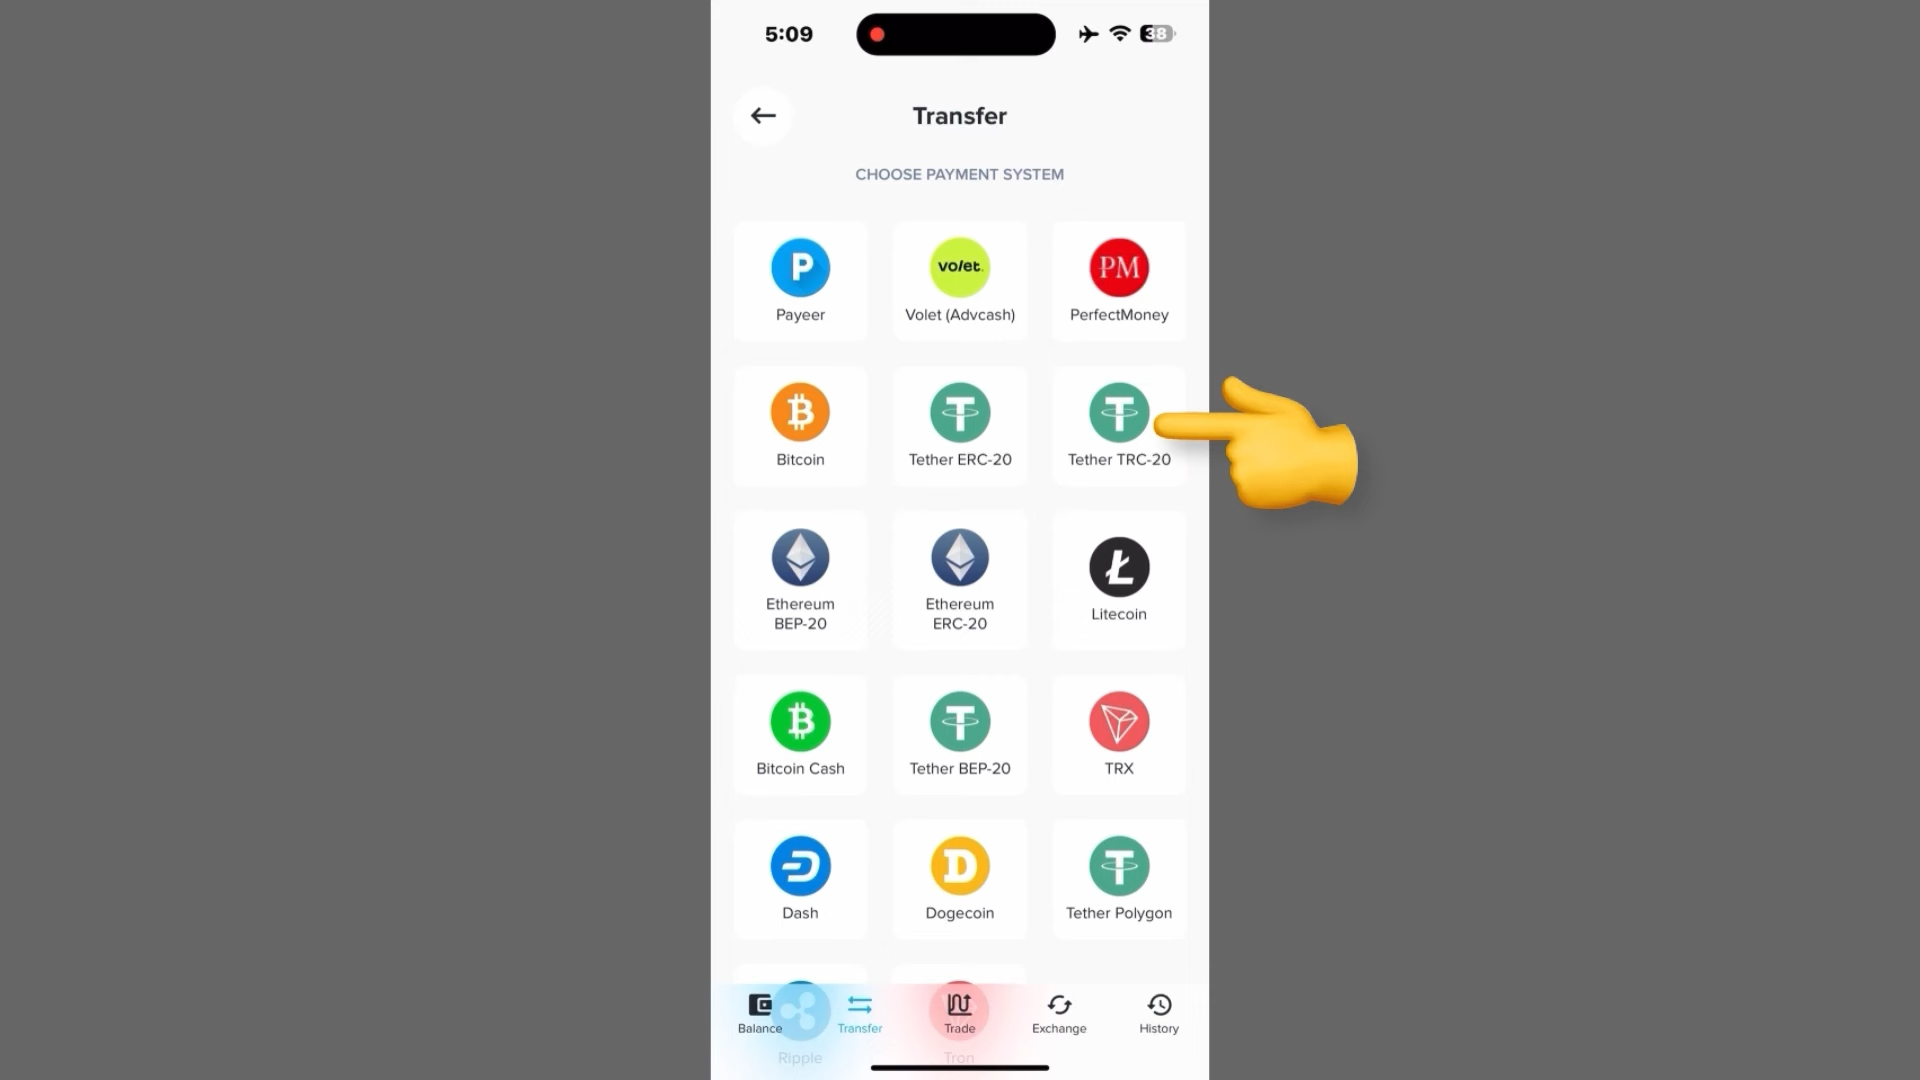 5:09
38
Transfer
CHOOSE PAYMENT SYSTEM
P
volet.
PM
Payeer
Volet (Advcash)
PerfectMoney
Bitcoin
Tether ERC-20
Tether TRC-20
Ethereum
BEP-20
Ethereum
ERC-20
Litecoin
Bitcoin Cash
Tether BEP-20
TRX
Dash
Dogecoin
Tether Polygon
Balance
Transfer
Trade
Exchange
History
Ripple
Tron